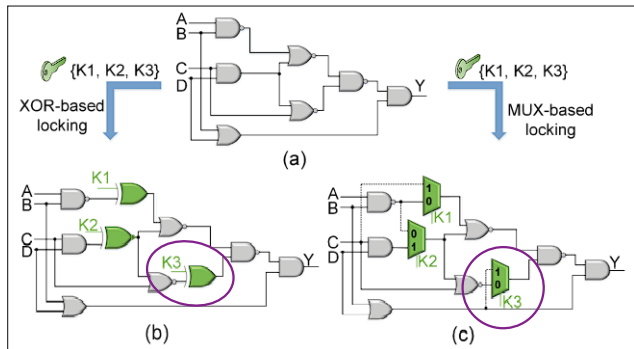 A
B
C
D
Y
{K1, K2, K3}
XOR-based
locking
{K1, K2, K3}
MUX-based
locking
(a)
A
B
C
D
K1
K2
K3
Y
(b)
A
B
C
D
1
0
K1
0
1
K2
1
0
K3
Y
(c)